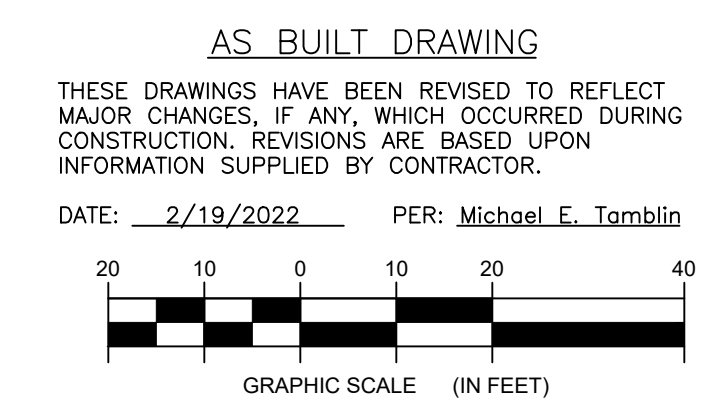 AS BUILT DRAWING
THESE DRAWINGS HAVE BEEN REVISED TO REFLECT
MAJOR CHANGES, IF ANY, WHICH OCCURRED DURING
CONSTRUCTION. REVISIONS ARE BASED UPON
INFORMATION SUPPLIED BY CONTRACTOR.
DATE: 2/19/2022 PER: Michael E. Tamblin
20 10 0 10 20 40
GRAPHIC SCALE (IN FEET)